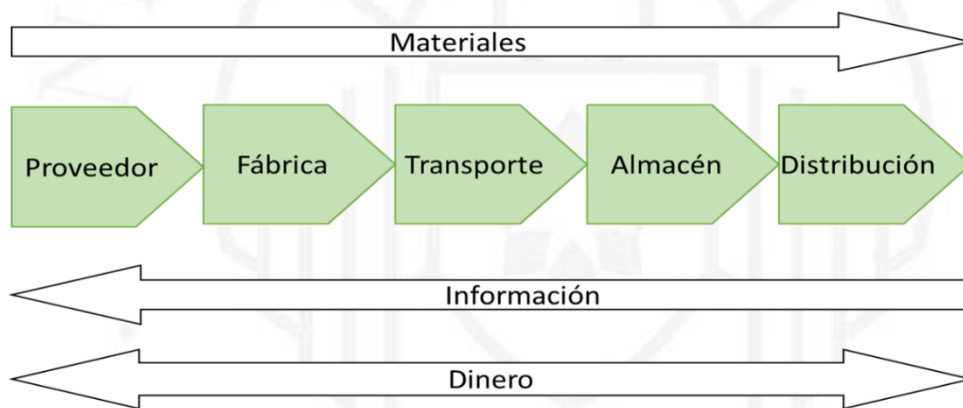 Materiales
Proveedor Fábrica Transporte Almacén Distribución
Información
Dinero